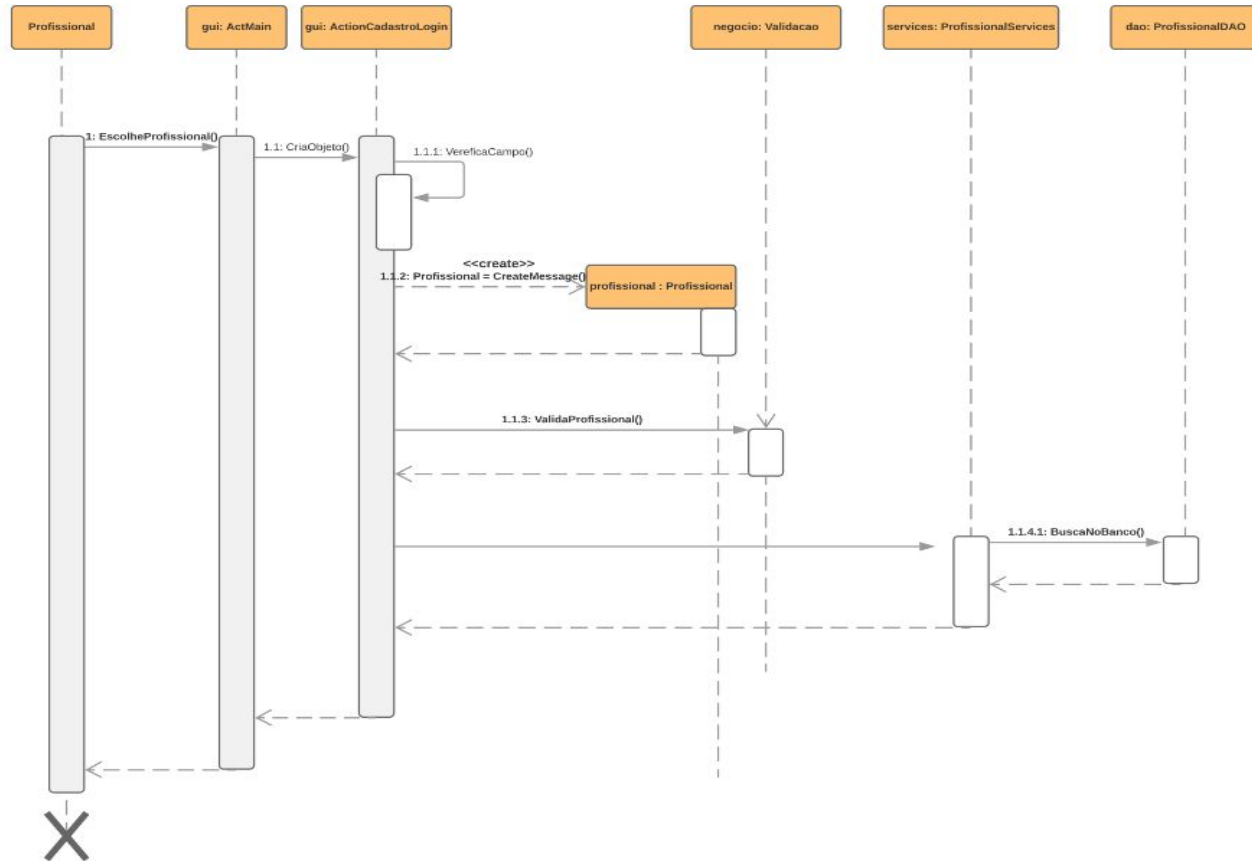 Profissional
gui: ActMain
gui: ActionCadastroLogin
negocio: Validacao
services: ProfissionalServices
dao: ProfissionalDAO
1: EscolheProfissional()
1.1: CriaObjeto()
1.1.1: VereficaCampo()
<<create>>
1.1.2: Profissional = CreateMessage()
profissional : Profissional
1.1.3: ValidaProfissional()
1.1.4.1: BuscaNoBanco()